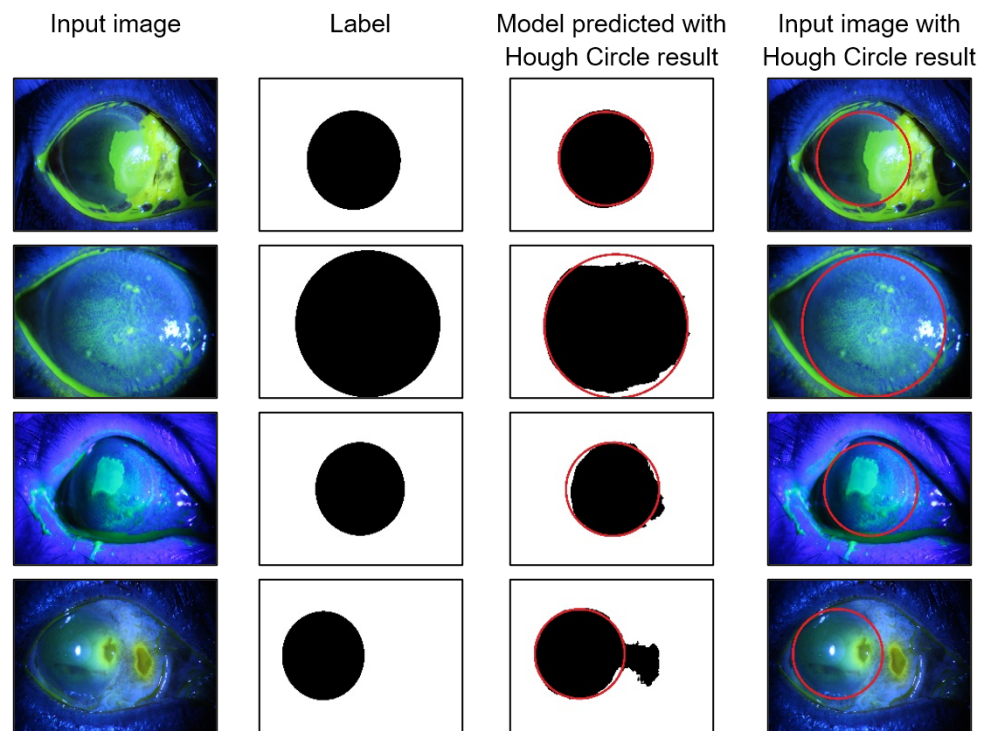 Input image
Label
Model predicted with
Hough Circle result
Input image with
Hough Circle result